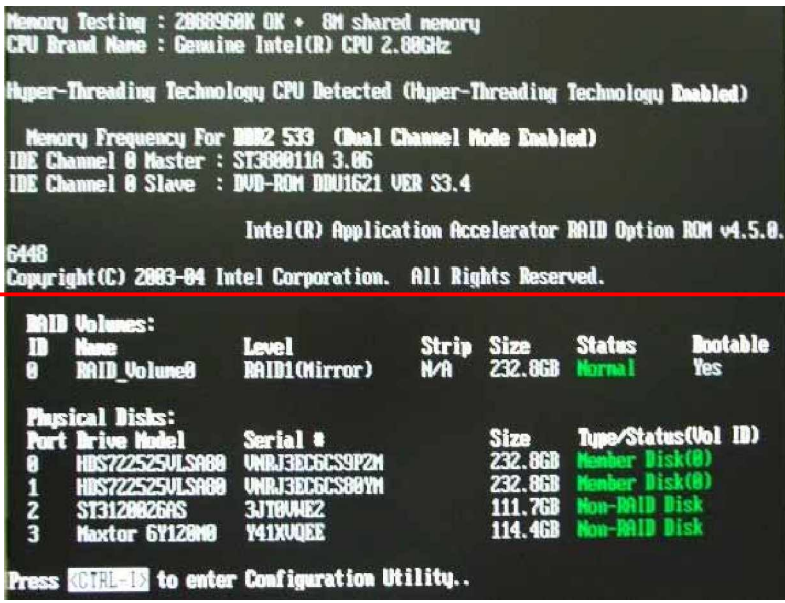 Memory Testing : 2088960K OK + 8M shared memory
CPU Brand Name : Genuine Intel(R) CPU 2.80GHz
Hyper-Threading Technology CPU Detected (Hyper-Threading Technology Enabled)
Memory Frequency For DDR2 533 (Dual Channel Mode Enabled)
IDE Channel 0 Master : ST380011A 3.06
IDE Channel 0 Slave : DVD-ROM DDU1621 VER S3.4
Intel(R) Application Accelerator RAID Option ROM v4.5.0.
6448
Copyright(C) 2003-04 Intel Corporation. All Rights Reserved.
RAID Volumes:
ID Name Level Strip Size Status Bootable
0 RAID_Volume0 RAID1(Mirror) N/A 232.8GB Normal Yes
Physical Disks:
Port Drive Model Serial # Size Type/Status(Vol ID)
0 HDS722525VLSA80 VNRJ3EC6CS9PZM 232.8GB Member Disk(0)
1 HDS722525VLSA80 VNRJ3EC6CS80YM 232.8GB Member Disk(0)
2 ST3120026AS 3JT0VWE2 111.7GB Non-RAID Disk
3 Maxtor 6Y120M0 Y41XVQEE 114.4GB Non-RAID Disk
Press <CTRL-I> to enter Configuration Utility..